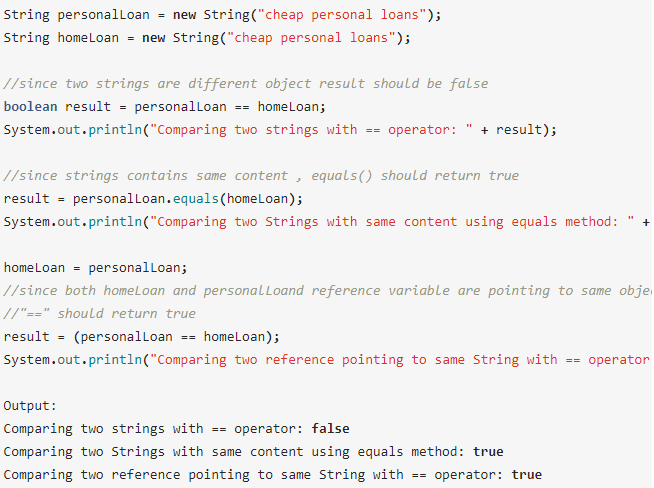 String personalLoan = new String("cheap personal loans");
String homeLoan = new String("cheap personal loans");
//since two strings are different object result should be false
boolean result = personalLoan == homeLoan;
System.out.println("Comparing two strings with == operator: " + result);
//since strings contains same content , equals() should return true
result = personalLoan.equals(homeLoan);
System.out.println("Comparing two Strings with same content using equals method: " +
homeLoan = personalLoan;
//since both homeLoan and personalLoand reference variable are pointing to same obje
//"==" should return true
result = (personalLoan == homeLoan);
System.out.println("Comparing two reference pointing to same String with == operator
Output:
Comparing two strings with == operator: false
Comparing two Strings with same content using equals method: true
Comparing two reference pointing to same String with == operator: true